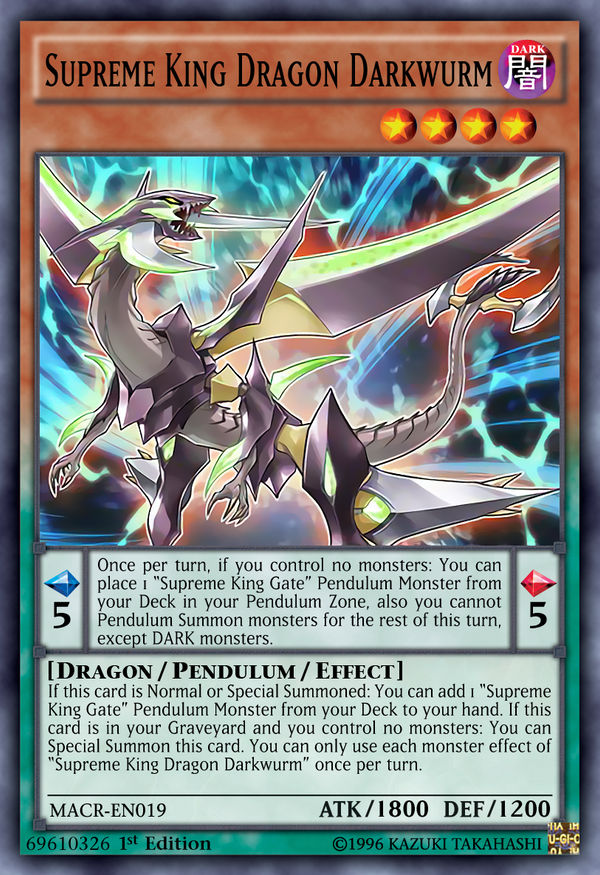 SUPREME KING DRAGON DARKWURM
DARK
闇
Once per turn, if you control no monsters: You can
place 1 "Supreme King Gate" Pendulum Monster from
your Deck in your Pendulum Zone, also you cannot
Pendulum Summon monsters for the rest of this turn,
except DARK monsters.
5
5
[DRAGON / PENDULUM / EFFECT]
If this card is Normal or Special Summoned: You can add 1 "Supreme
King Gate" Pendulum Monster from your Deck to your hand. If this
card is in your Graveyard and you control no monsters: You can
Special Summon this card. You can only use each monster effect of
"Supreme King Dragon Darkwurm" once per turn.
MACR-EN019
ATK/1800 DEF/1200
69610326 1st Edition
©1996 KAZUKI TAKAHASHI